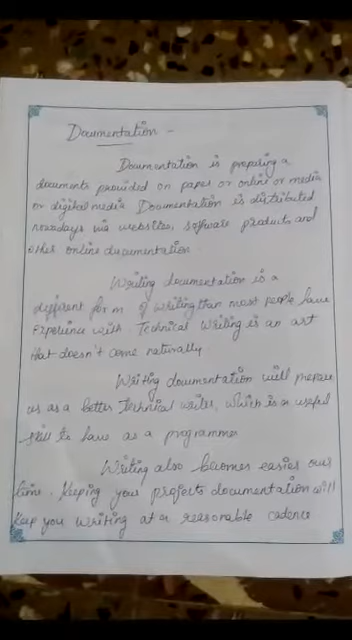 Documentation -
Documentation is preparing a
documents provided on paper or online or media
or digital media Documentation is distributed
nowadays via websites, software products and
other online documentation
Writing documentation is a
different form of writing than most people have
Experience with Technical writing is an art
that doesn't come naturally
Writing documentation will prepare
us as a better Technical writer, which is a useful
skill to have as a programmer
Writing also becomes easier our
time. Keeping your projects documentation will
Keep you writing at a reasonable cadence